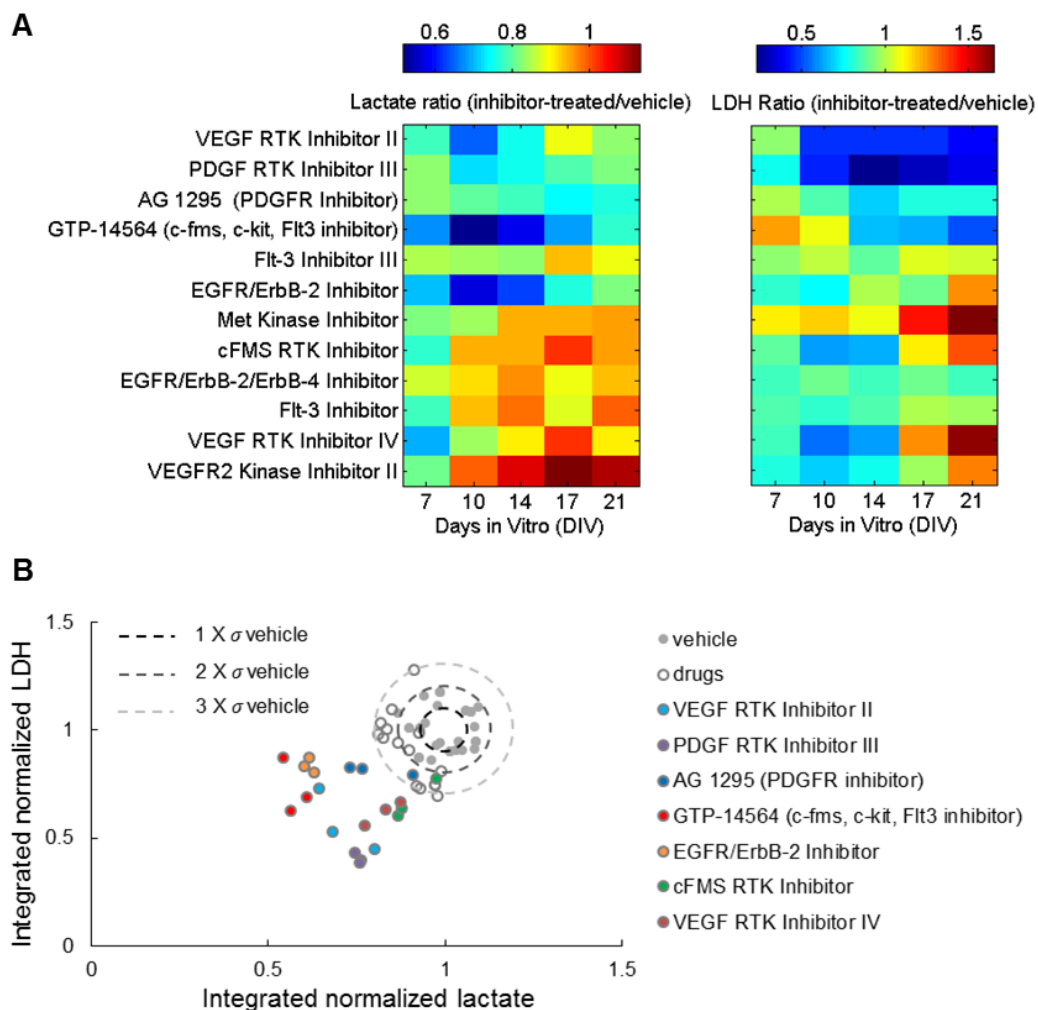 A
0.6 0.8 1
0.5 1 1.5
Lactate ratio (inhibitor-treated/vehicle)
LDH Ratio (inhibitor-treated/vehicle)
VEGF RTK Inhibitor II
PDGF RTK Inhibitor III
AG 1295 (PDGFR Inhibitor)
GTP-14564 (c-fms, c-kit, Flt3 inhibitor)
Flt-3 Inhibitor III
EGFR/ErbB-2 Inhibitor
Met Kinase Inhibitor
cFMS RTK Inhibitor
EGFR/ErbB-2/ErbB-4 Inhibitor
Flt-3 Inhibitor
VEGF RTK Inhibitor IV
VEGFR2 Kinase Inhibitor II
7 10 14 17 21
Days in Vitro (DIV)
7 10 14 17 21
Days in Vitro (DIV)
B
Integrated normalized LDH
1.5
1
0.5
0
1 X σ vehicle
2 X σ vehicle
3 X σ vehicle
0 0.5 1 1.5
Integrated normalized lactate
vehicle
drugs
VEGF RTK Inhibitor II
PDGF RTK Inhibitor III
AG 1295 (PDGFR inhibitor)
GTP-14564 (c-fms, c-kit, Flt3 inhibitor)
EGFR/ErbB-2 Inhibitor
cFMS RTK Inhibitor
VEGF RTK Inhibitor IV